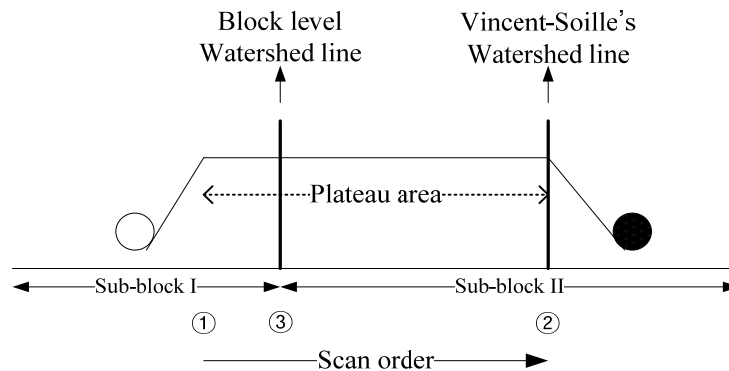 Block level
Watershed line
Vincent-Soille's
Watershed line
Plateau area
Sub-block I
Sub-block II
① ③ ②
Scan order